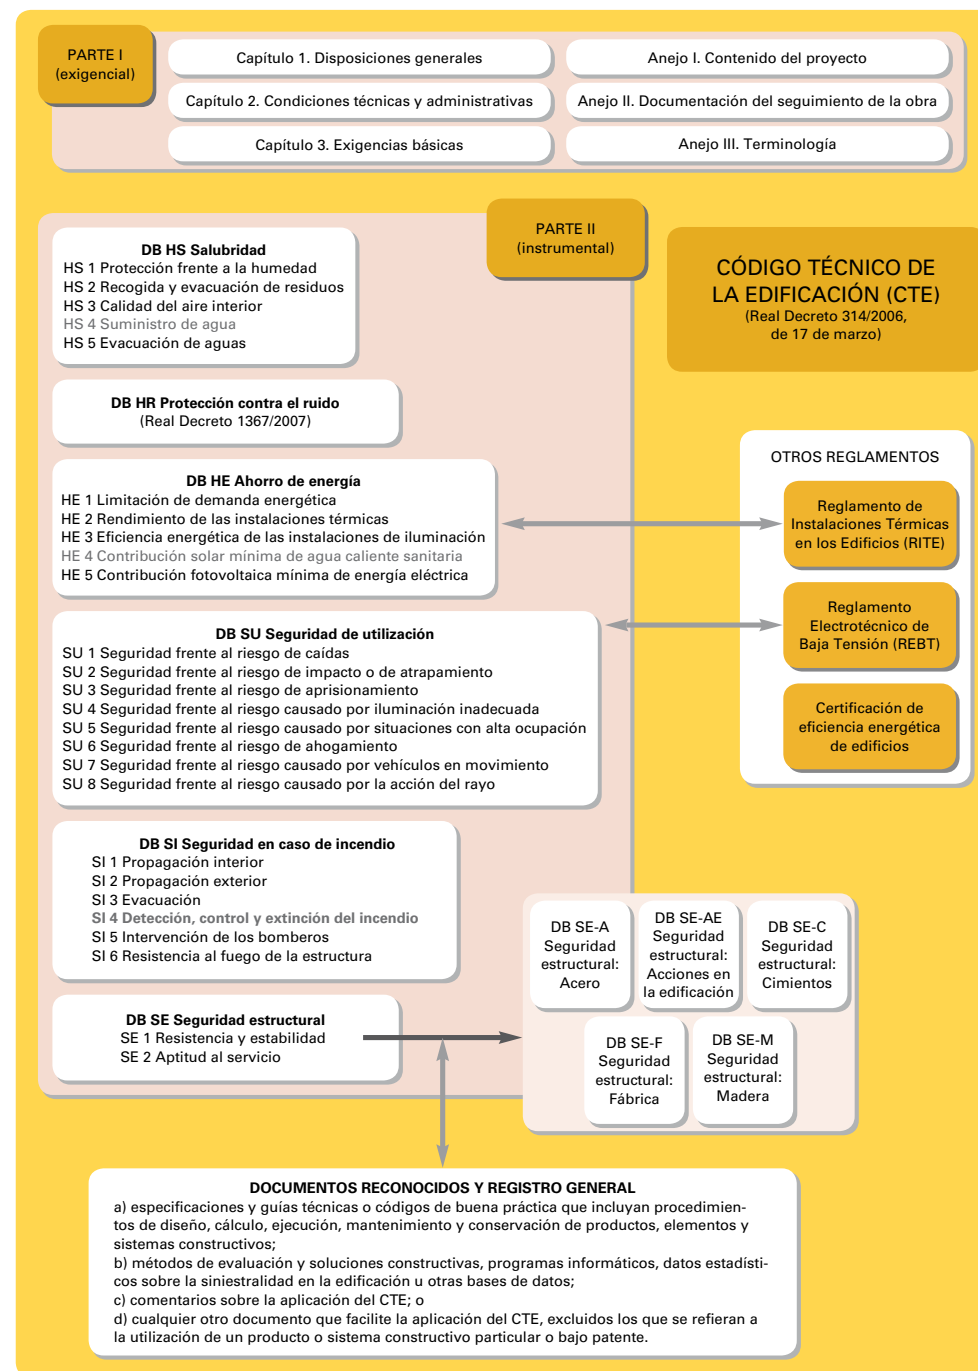 PARTE I
(exigencial)
Capítulo 1. Disposiciones generales
Anejo I. Contenido del proyecto
Capítulo 2. Condiciones técnicas y administrativas
Anejo II. Documentación del seguimiento de la obra
Capítulo 3. Exigencias básicas
Anejo III. Terminología
PARTE II
(instrumental)
CÓDIGO TÉCNICO DE
LA EDIFICACIÓN (CTE)
(Real Decreto 314/2006,
de 17 de marzo)
DB HS Salubridad
HS 1 Protección frente a la humedad
HS 2 Recogida y evacuación de residuos
HS 3 Calidad del aire interior
HS 4 Suministro de agua
HS 5 Evacuación de aguas
DB HR Protección contra el ruido
(Real Decreto 1367/2007)
DB HE Ahorro de energía
HE 1 Limitación de demanda energética
HE 2 Rendimiento de las instalaciones térmicas
HE 3 Eficiencia energética de las instalaciones de iluminación
HE 4 Contribución solar mínima de agua caliente sanitaria
HE 5 Contribución fotovoltaica mínima de energía eléctrica
OTROS REGLAMENTOS
Reglamento de
Instalaciones Térmicas
en los Edificios (RITE)
Reglamento
Electrotécnico de
Baja Tensión (REBT)
Certificación de
eficiencia energética
de edificios
DB SU Seguridad de utilización
SU 1 Seguridad frente al riesgo de caídas
SU 2 Seguridad frente al riesgo de impacto o de atrapamiento
SU 3 Seguridad frente al riesgo de aprisionamiento
SU 4 Seguridad frente al riesgo causado por iluminación inadecuada
SU 5 Seguridad frente al riesgo causado por situaciones con alta ocupación
SU 6 Seguridad frente al riesgo de ahogamiento
SU 7 Seguridad frente al riesgo causado por vehículos en movimiento
SU 8 Seguridad frente al riesgo causado por la acción del rayo
DB SI Seguridad en caso de incendio
SI 1 Propagación interior
SI 2 Propagación exterior
SI 3 Evacuación
SI 4 Detección, control y extinción del incendio
SI 5 Intervención de los bomberos
SI 6 Resistencia al fuego de la estructura
DB SE Seguridad estructural
SE 1 Resistencia y estabilidad
SE 2 Aptitud al servicio
DB SE-A
Seguridad
estructural:
Acero
DB SE-AE
Seguridad
estructural:
Acciones en
la edificación
DB SE-C
Seguridad
estructural:
Cimientos
DB SE-F
Seguridad
estructural:
Fábrica
DB SE-M
Seguridad
estructural:
Madera
DOCUMENTOS RECONOCIDOS Y REGISTRO GENERAL
a) especificaciones y guías técnicas o códigos de buena práctica que incluyan procedimien-
tos de diseño, cálculo, ejecución, mantenimiento y conservación de productos, elementos y
sistemas constructivos;
b) métodos de evaluación y soluciones constructivas, programas informáticos, datos estadísti-
cos sobre la siniestralidad en la edificación u otras bases de datos;
c) comentarios sobre la aplicación del CTE; o
d) cualquier otro documento que facilite la aplicación del CTE, excluidos los que se refieran a
la utilización de un producto o sistema constructivo particular o bajo patente.